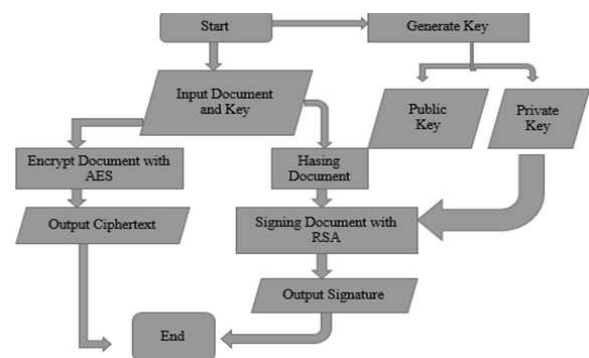 Start
Generate Key
Input Document
and Key
Public
Key
Private
Key
Encrypt Document with
AES
Hasing
Document
Output Ciphertext
Signing Document with
RSA
Output Signature
End